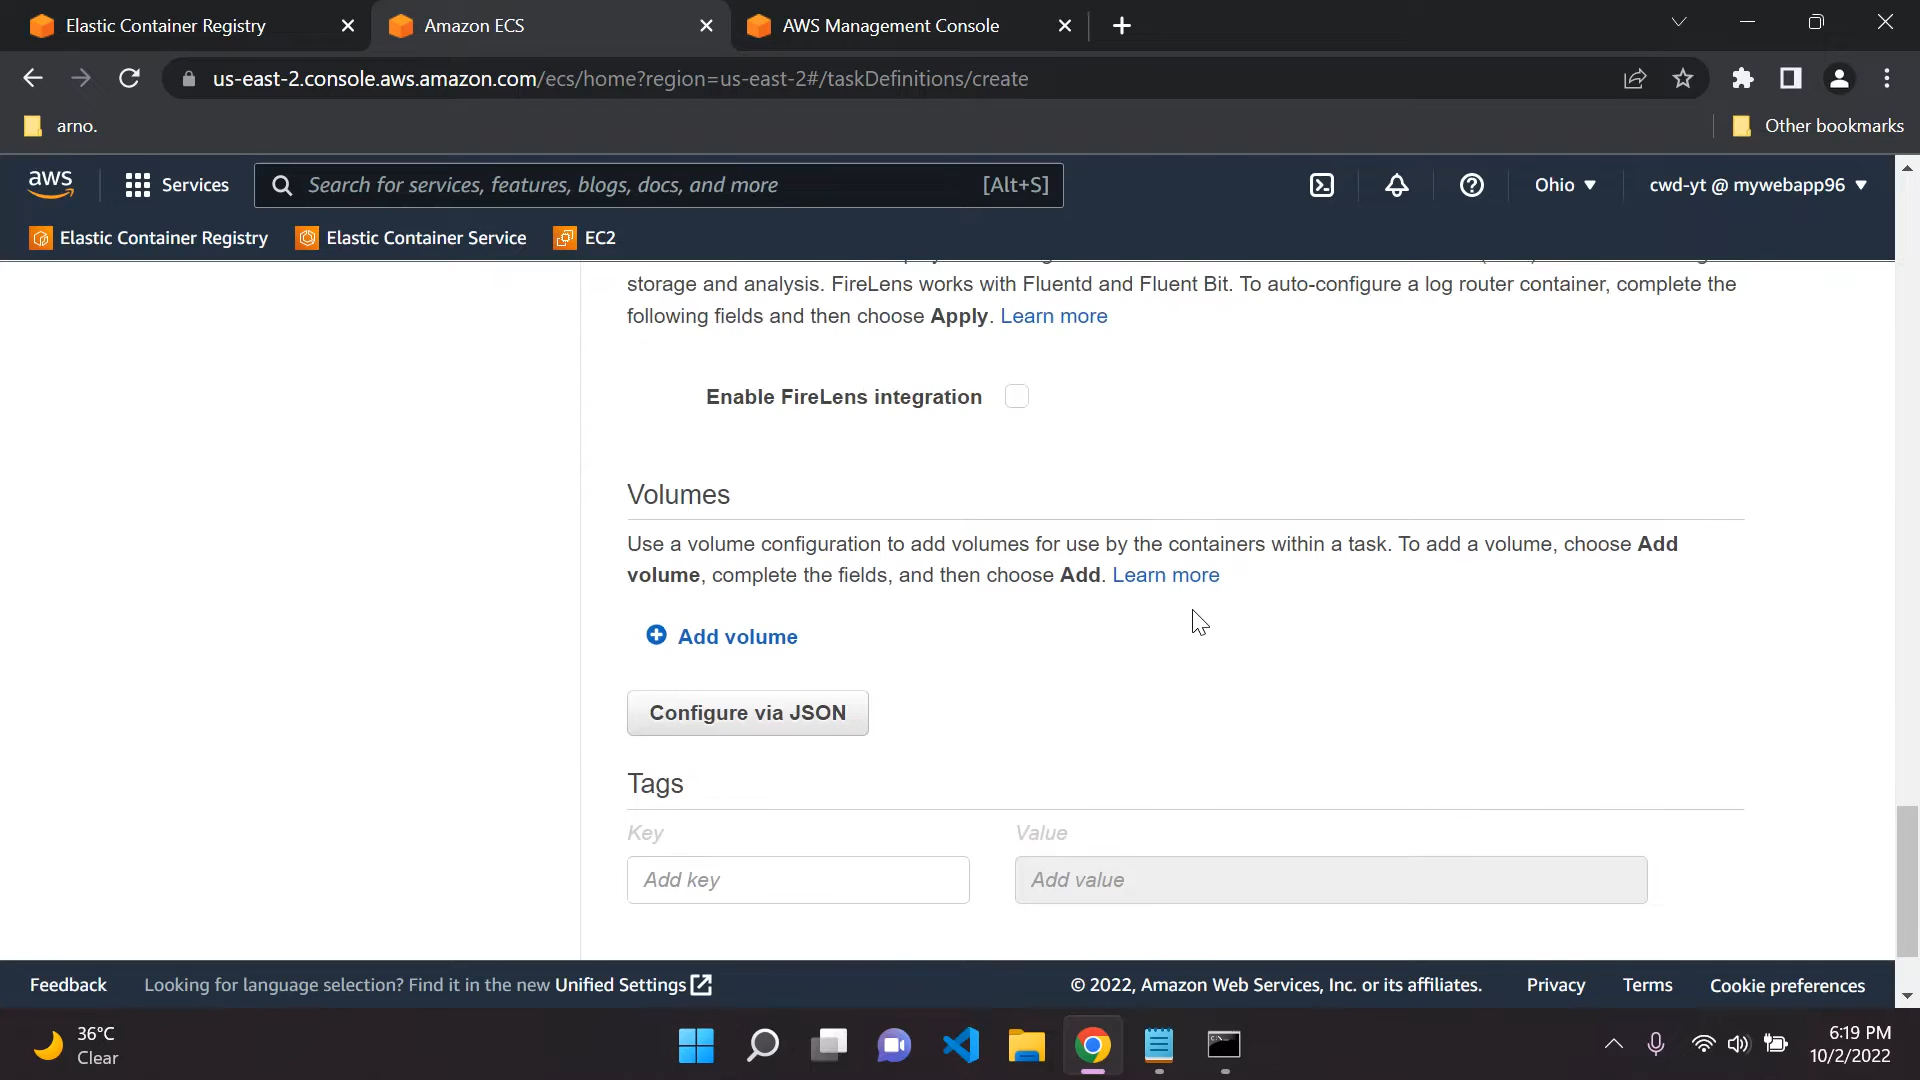 Elastic Container Registry
Amazon ECS
AWS Management Console
us-east-2.console.aws.amazon.com/ecs/home?region=us-east-2#/taskDefinitions/create
arno.
Other bookmarks
aws
Services
Search for services, features, blogs, docs, and more
[Alt+S]
Ohio
cwd-yt @ mywebapp96
Elastic Container Registry
Elastic Container Service
EC2
storage and analysis. FireLens works with Fluentd and Fluent Bit. To auto-configure a log router container, complete the
following fields and then choose Apply. Learn more
Enable FireLens integration
Volumes
Use a volume configuration to add volumes for use by the containers within a task. To add a volume, choose Add
volume, complete the fields, and then choose Add. Learn more
Add volume
Configure via JSON
Tags
Key
Value
Add key
Add value
Feedback
Looking for language selection? Find it in the new Unified Settings
© 2022, Amazon Web Services, Inc. or its affiliates.
Privacy
Terms
Cookie preferences
36°C
Clear
6:19 PM
10/2/2022